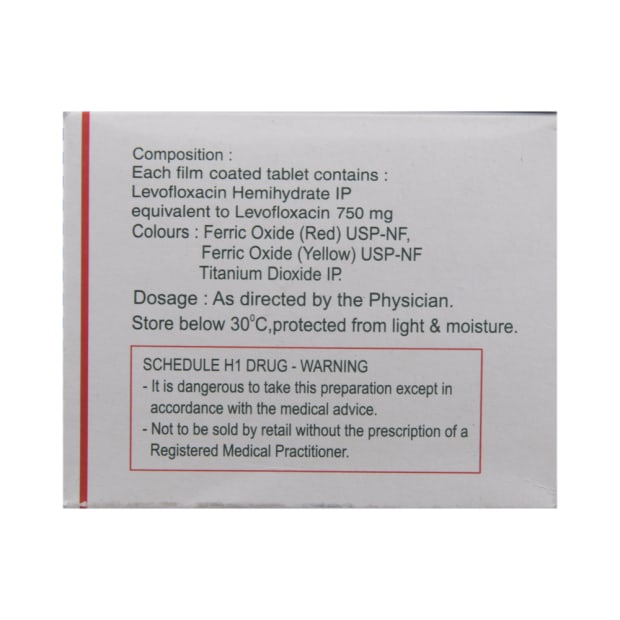 Composition :
Each film coated tablet contains :
Levofloxacin Hemihydrate IP
equivalent to Levofloxacin 750 mg
Colours : Ferric Oxide (Red) USP-NF,
Ferric Oxide (Yellow) USP-NF
Titanium Dioxide IP.
Dosage : As directed by the Physician.
Store below 30⁰C,protected from light & moisture.
SCHEDULE H1 DRUG - WARNING
- It is dangerous to take this preparation except in
accordance with the medical advice.
- Not to be sold by retail without the prescription of a
Registered Medical Practitioner.